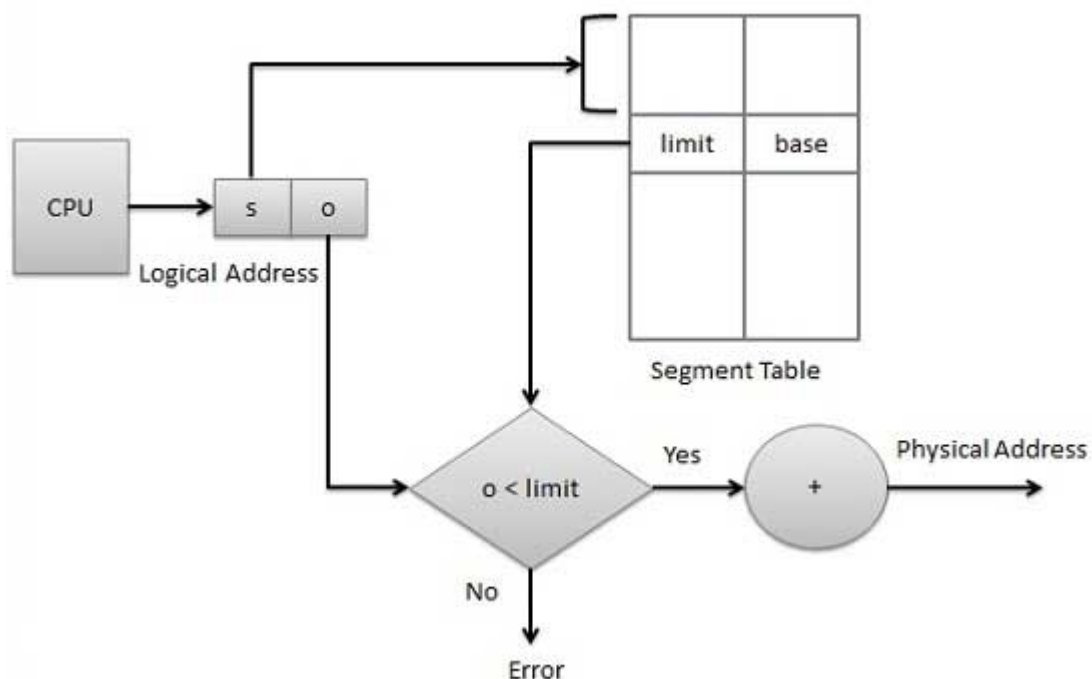 limit
base
CPU
s
o
Logical Address
Segment Table
o < limit
Yes
+
Physical Address
No
Error